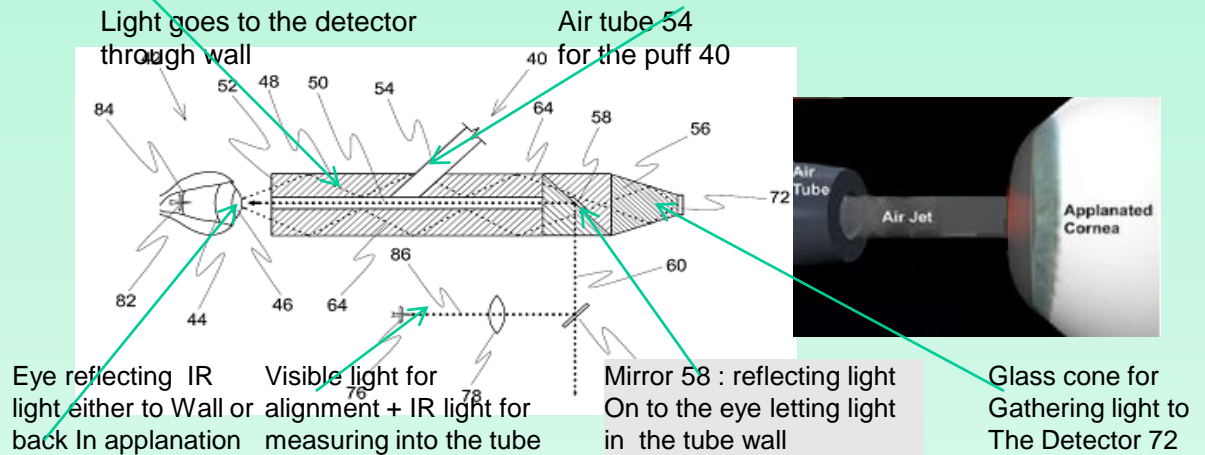 Light goes to the detector
through wall
Air tube 54
for the puff 40
42
52
48
50
54
40
64
58
56
84
72
82
44
46
64
86
60
76
78
Air
Tube
Air Jet
Applanated
Cornea
Eye reflecting IR
light either to Wall or
back In applanation
Visible light for
alignment + IR light for
measuring into the tube
Mirror 58 : reflecting light
On to the eye letting light
in the tube wall
Glass cone for
Gathering light to
The Detector 72